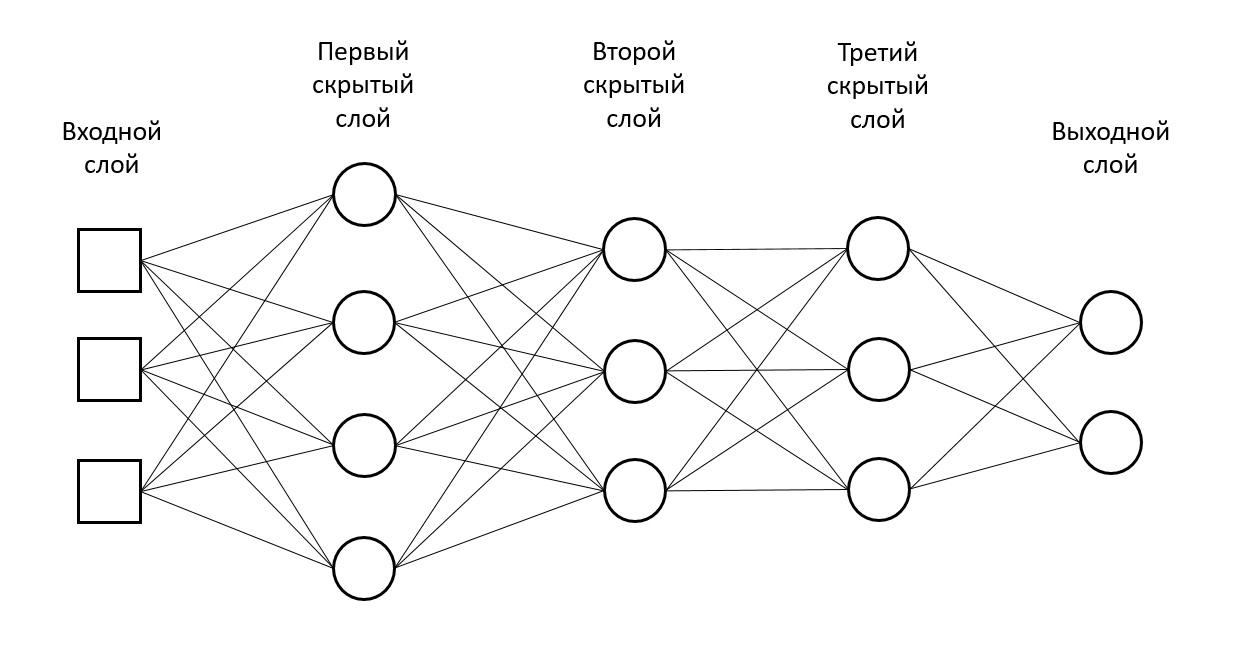 Входной
слой
Первый
скрытый
слой
Второй
скрытый
слой
Третий
скрытый
слой
Выходной
слой